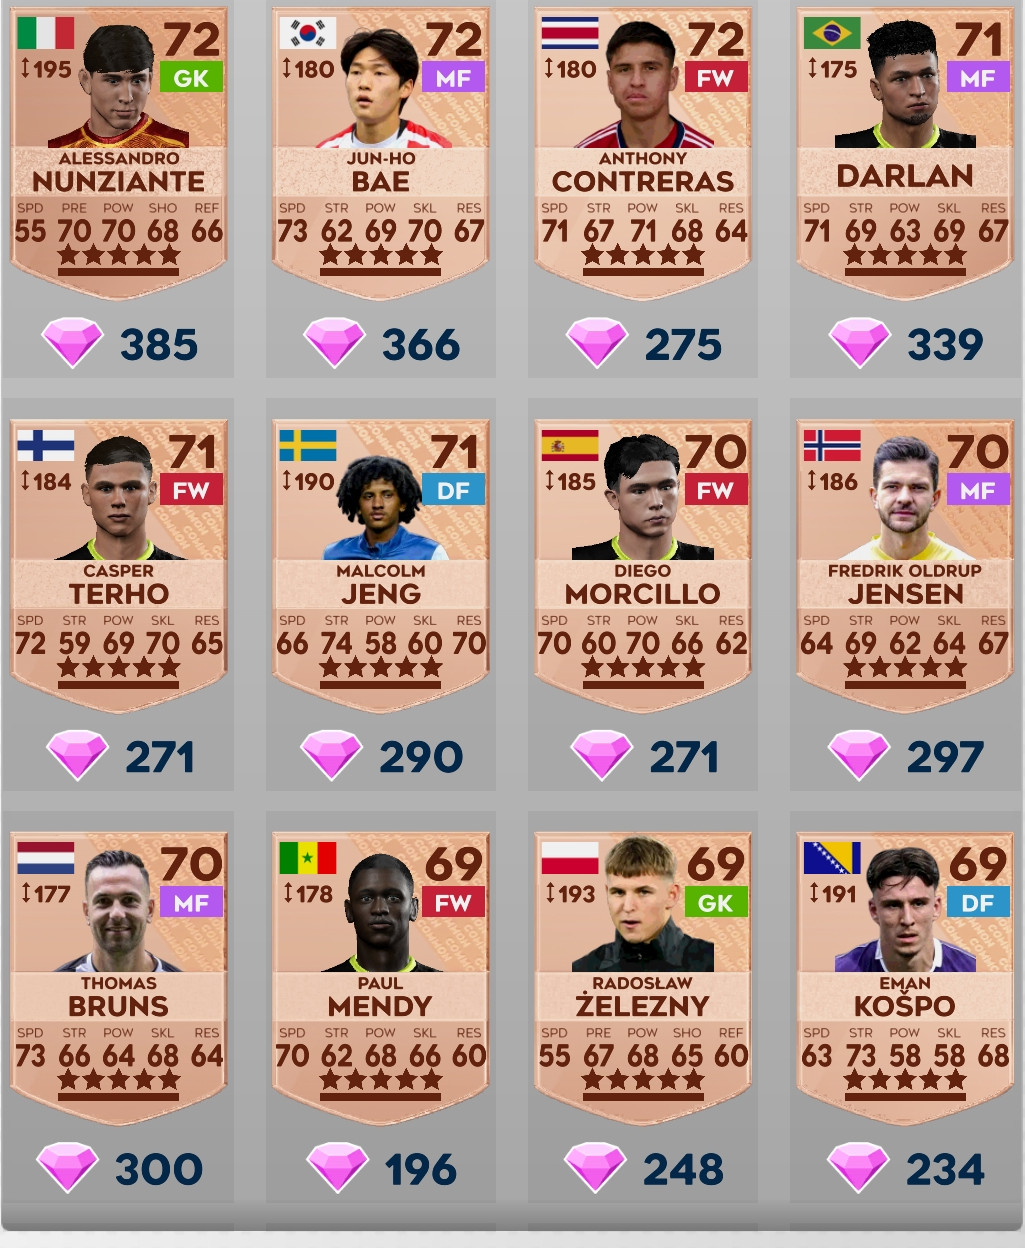 72
↕195
GK
ALESSANDRO
NUNZIANTE
SPD PRE POW SHO REF
55 70 70 68 66
385
72
↕180
MF
JUN-HO
BAE
SPD STR POW SKL RES
73 62 69 70 67
366
72
↕180
FW
ANTHONY
CONTRERAS
SPD STR POW SKL RES
71 67 71 68 64
275
71
↕175
MF
DARLAN
SPD STR POW SKL RES
71 69 63 69 67
339
71
↕184
FW
CASPER
TERHO
SPD STR POW SKL RES
72 59 69 70 65
271
71
↕190
DF
MALCOLM
JENG
SPD STR POW SKL RES
66 74 58 60 70
290
70
↕185
FW
DIEGO
MORCILLO
SPD STR POW SKL RES
70 60 70 66 62
271
70
↕186
MF
FREDRIK OLDRUP
JENSEN
SPD STR POW SKL RES
64 69 62 64 67
297
70
↕177
MF
THOMAS
BRUNS
SPD STR POW SKL RES
73 66 64 68 64
300
69
↕178
FW
PAUL
MENDY
SPD STR POW SKL RES
70 62 68 66 60
196
69
↕193
GK
RADOSŁAW
ŻELEZNY
SPD PRE POW SHO REF
55 67 68 65 60
248
69
↕191
DF
EMAN
KOŠPO
SPD STR POW SKL RES
63 73 58 58 68
234